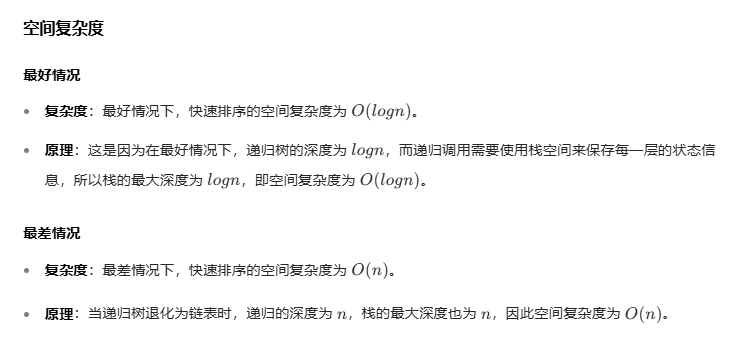 空间复杂度
最好情况
• 复杂度：最好情况下，快速排序的空间复杂度为 O(logn)。
• 原理：这是因为在最好情况下，递归树的深度为 logn，而递归调用需要使用栈空间来保存每一层的状态信
息，所以栈的最大深度为 logn，即空间复杂度为 O(logn)。
最差情况
• 复杂度：最差情况下，快速排序的空间复杂度为 O(n)。
• 原理：当递归树退化为链表时，递归的深度为 n，栈的最大深度也为 n，因此空间复杂度为 O(n)。